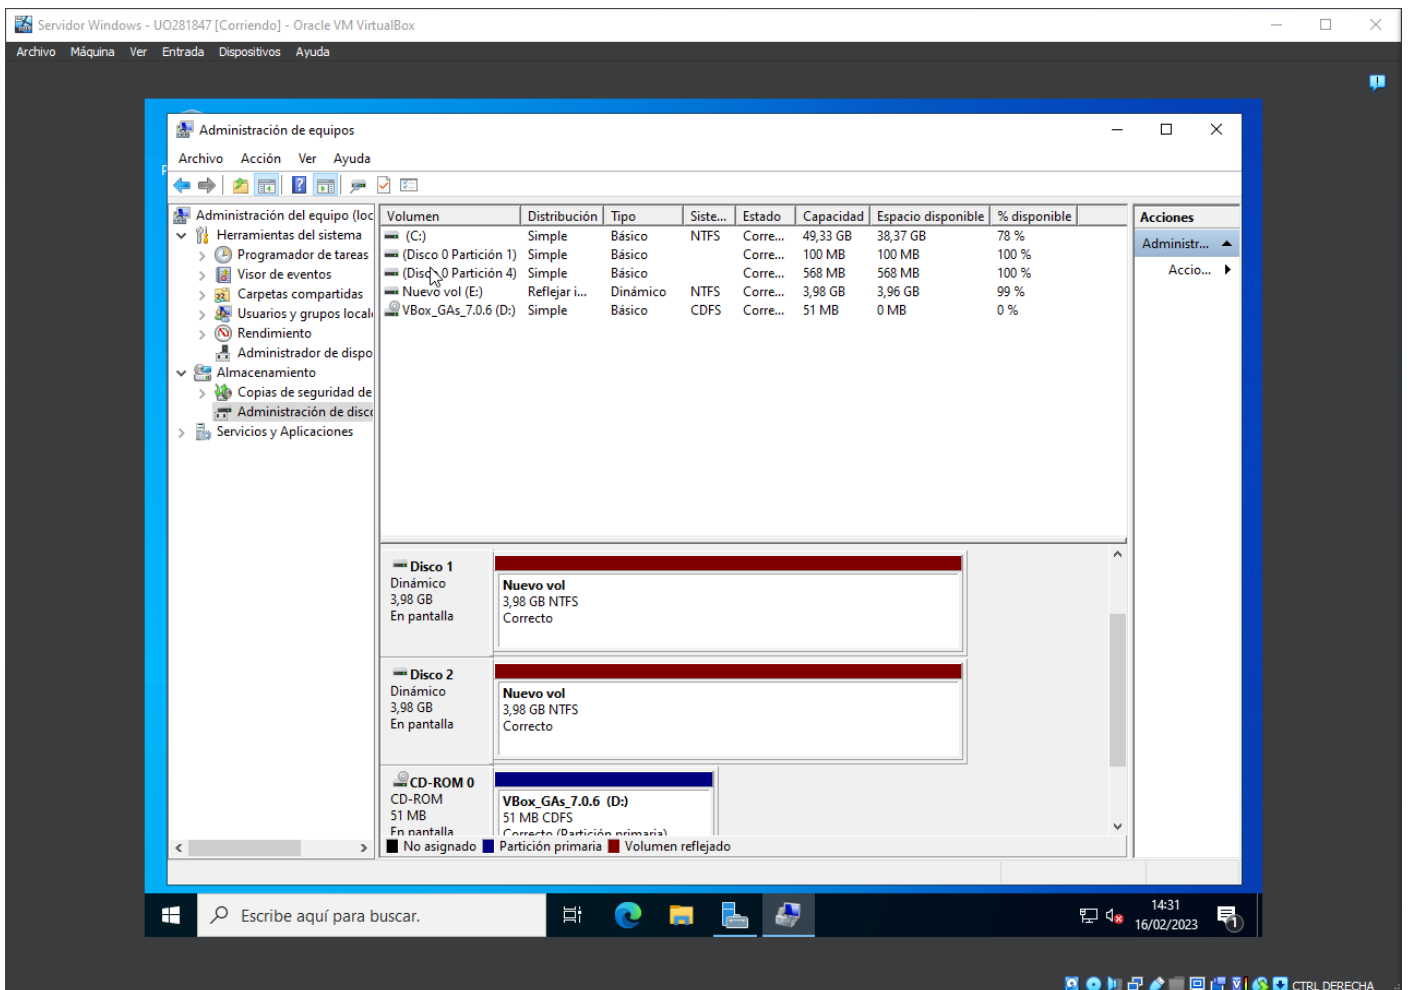 Servidor Windows - UO281847 [Corriendo] - Oracle VM VirtualBox
Archivo Máquina Ver Entrada Dispositivos Ayuda
Administración de equipos
Archivo Acción Ver Ayuda
Administración del equipo (loc
Herramientas del sistema
Programador de tareas
Visor de eventos
Carpetas compartidas
Usuarios y grupos local
Rendimiento
Administrador de dispo
Almacenamiento
Copias de seguridad de
Administración de disc
Servicios y Aplicaciones
Volumen Distribución Tipo Siste... Estado Capacidad Espacio disponible % disponible
(C:) Simple Básico NTFS Corre... 49,33 GB 38,37 GB 78 %
(Disco 0 Partición 1) Simple Básico Corre... 100 MB 100 MB 100 %
(Disco 0 Partición 4) Simple Básico Corre... 568 MB 568 MB 100 %
Nuevo vol (E:) Reflejar i... Dinámico NTFS Corre... 3,98 GB 3,96 GB 99 %
VBox_GAs_7.0.6 (D:) Simple Básico CDFS Corre... 51 MB 0 MB 0 %
Acciones
Administr...
Accio...
Disco 1
Dinámico
3,98 GB
En pantalla
Nuevo vol
3,98 GB NTFS
Correcto
Disco 2
Dinámico
3,98 GB
En pantalla
Nuevo vol
3,98 GB NTFS
Correcto
CD-ROM 0
CD-ROM
51 MB
En pantalla
VBox_GAs_7.0.6 (D:)
51 MB CDFS
Correcto (Partición primaria)
No asignado Partición primaria Volumen reflejado
Escribe aquí para buscar.
14:31
16/02/2023
1
CTRL DERECHA